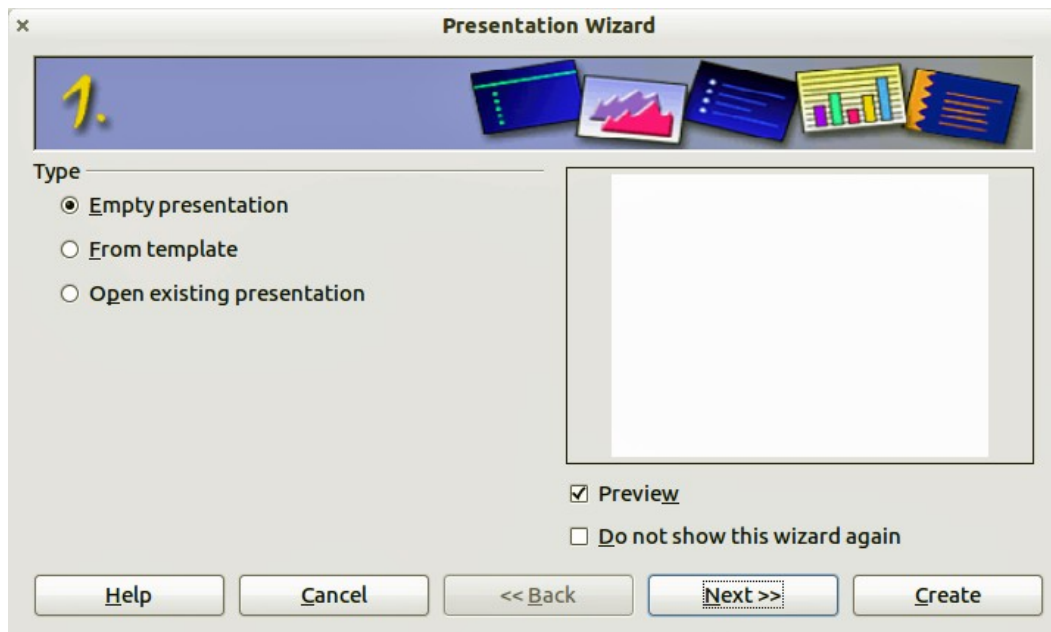 Presentation Wizard
1.
Type
Empty presentation
From template
Open existing presentation
Preview
Do not show this wizard again
Help
Cancel
<< Back
Next >>
Create